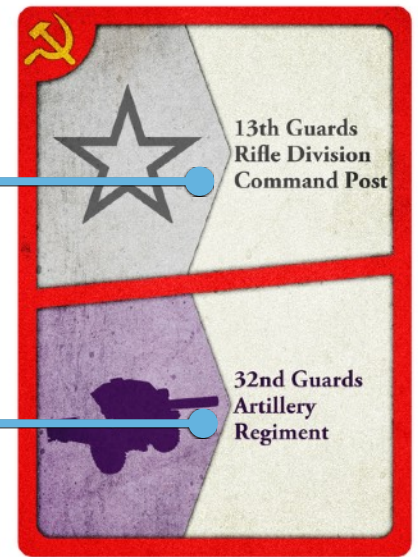 13th Guards
Rifle Division
Command Post
32nd Guards
Artillery
Regiment